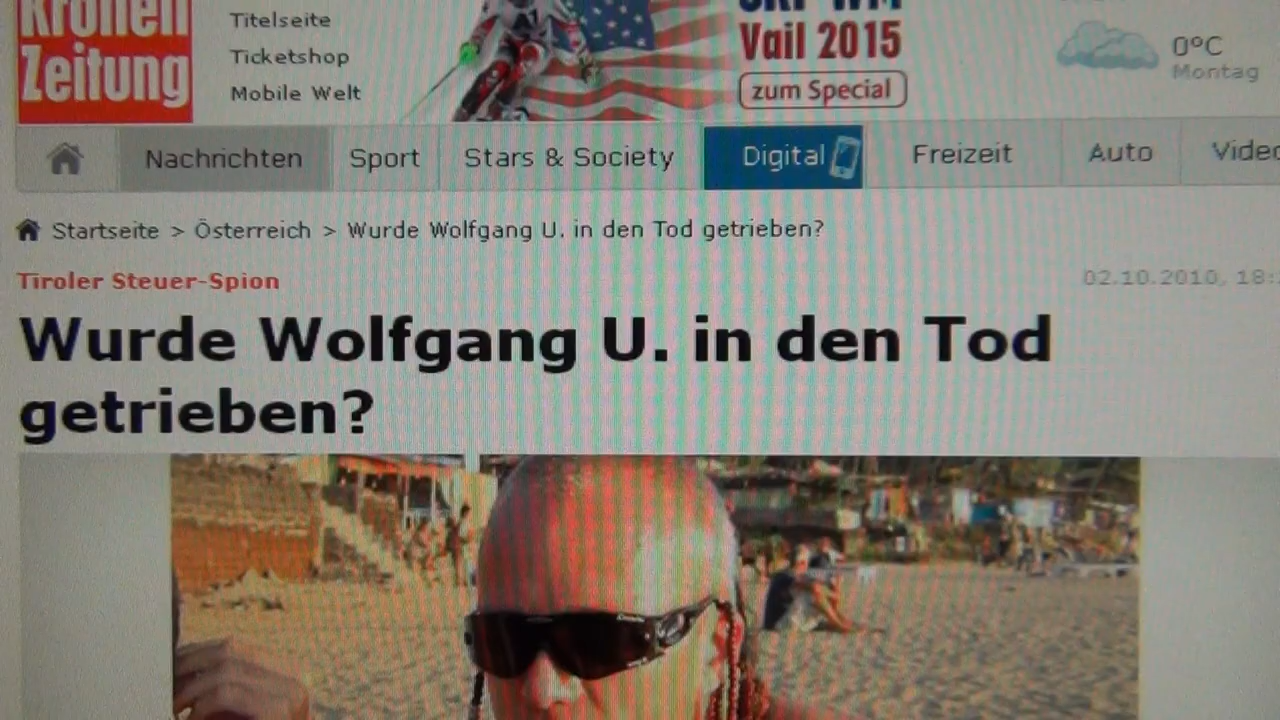 Kronen
Zeitung
Titelseite
Ticketshop
Mobile Welt
SKI-WM
Vail 2015
zum Special
0°C
Montag
Nachrichten
Sport
Stars & Society
Digital
Freizeit
Auto
Startseite > Österreich > Wurde Wolfgang U. in den Tod getrieben?
Tiroler Steuer-Spion
02.10.2010, 18:
Wurde Wolfgang U. in den Tod
getrieben?